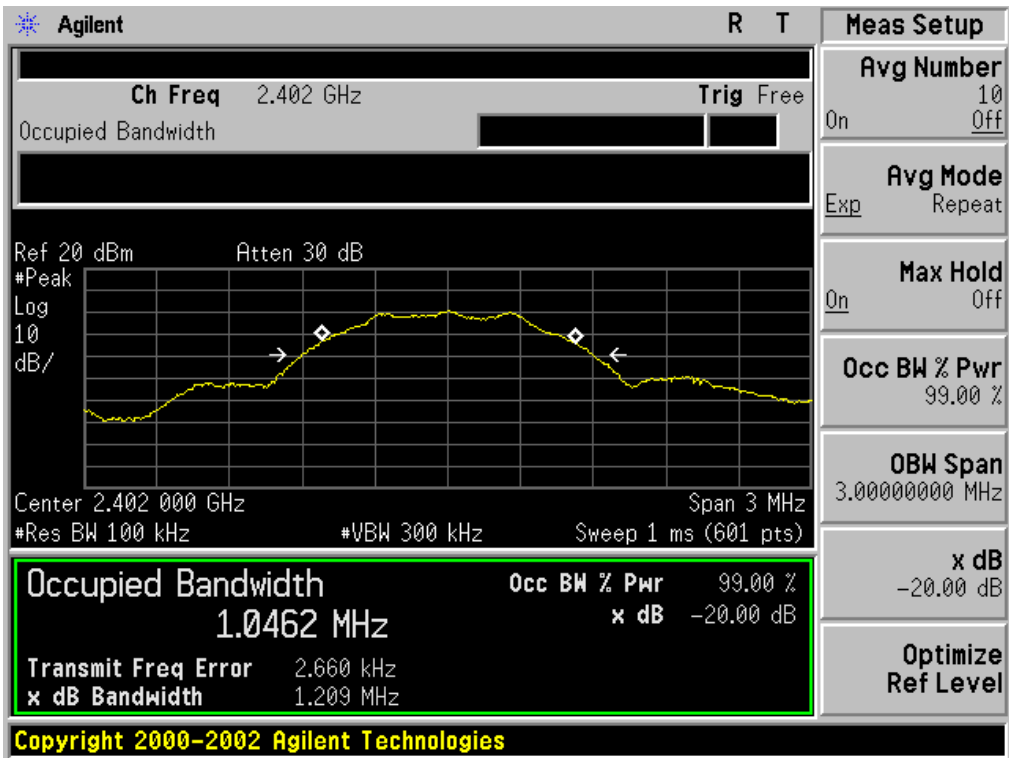 Agilent R T
Ch Freq 2.402 GHz Trig Free
Occupied Bandwidth
Ref 20 dBm Atten 30 dB
#Peak
Log
10
dB/
Center 2.402 000 GHz Span 3 MHz
#Res BW 100 kHz #VBW 300 kHz Sweep 1 ms (601 pts)
Occupied Bandwidth Occ BW % Pwr 99.00 %
1.0462 MHz x dB -20.00 dB
Transmit Freq Error 2.660 kHz
x dB Bandwidth 1.209 MHz
Copyright 2000-2002 Agilent Technologies
Meas Setup
Avg Number
10
On Off
Avg Mode
Exp Repeat
Max Hold
On Off
Occ BW % Pwr
99.00 %
OBW Span
3.00000000 MHz
x dB
-20.00 dB
Optimize
Ref Level